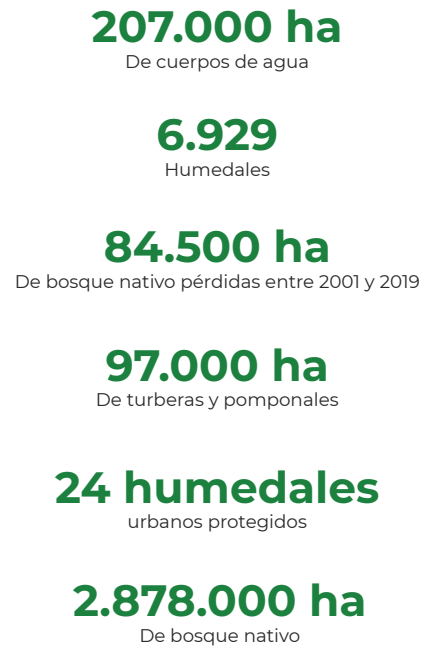 207.000 ha
De cuerpos de agua
6.929
Humedales
84.500 ha
De bosque nativo pérdidas entre 2001 y 2019
97.000 ha
De turberas y pomponales
24 humedales
urbanos protegidos
2.878.000 ha
De bosque nativo